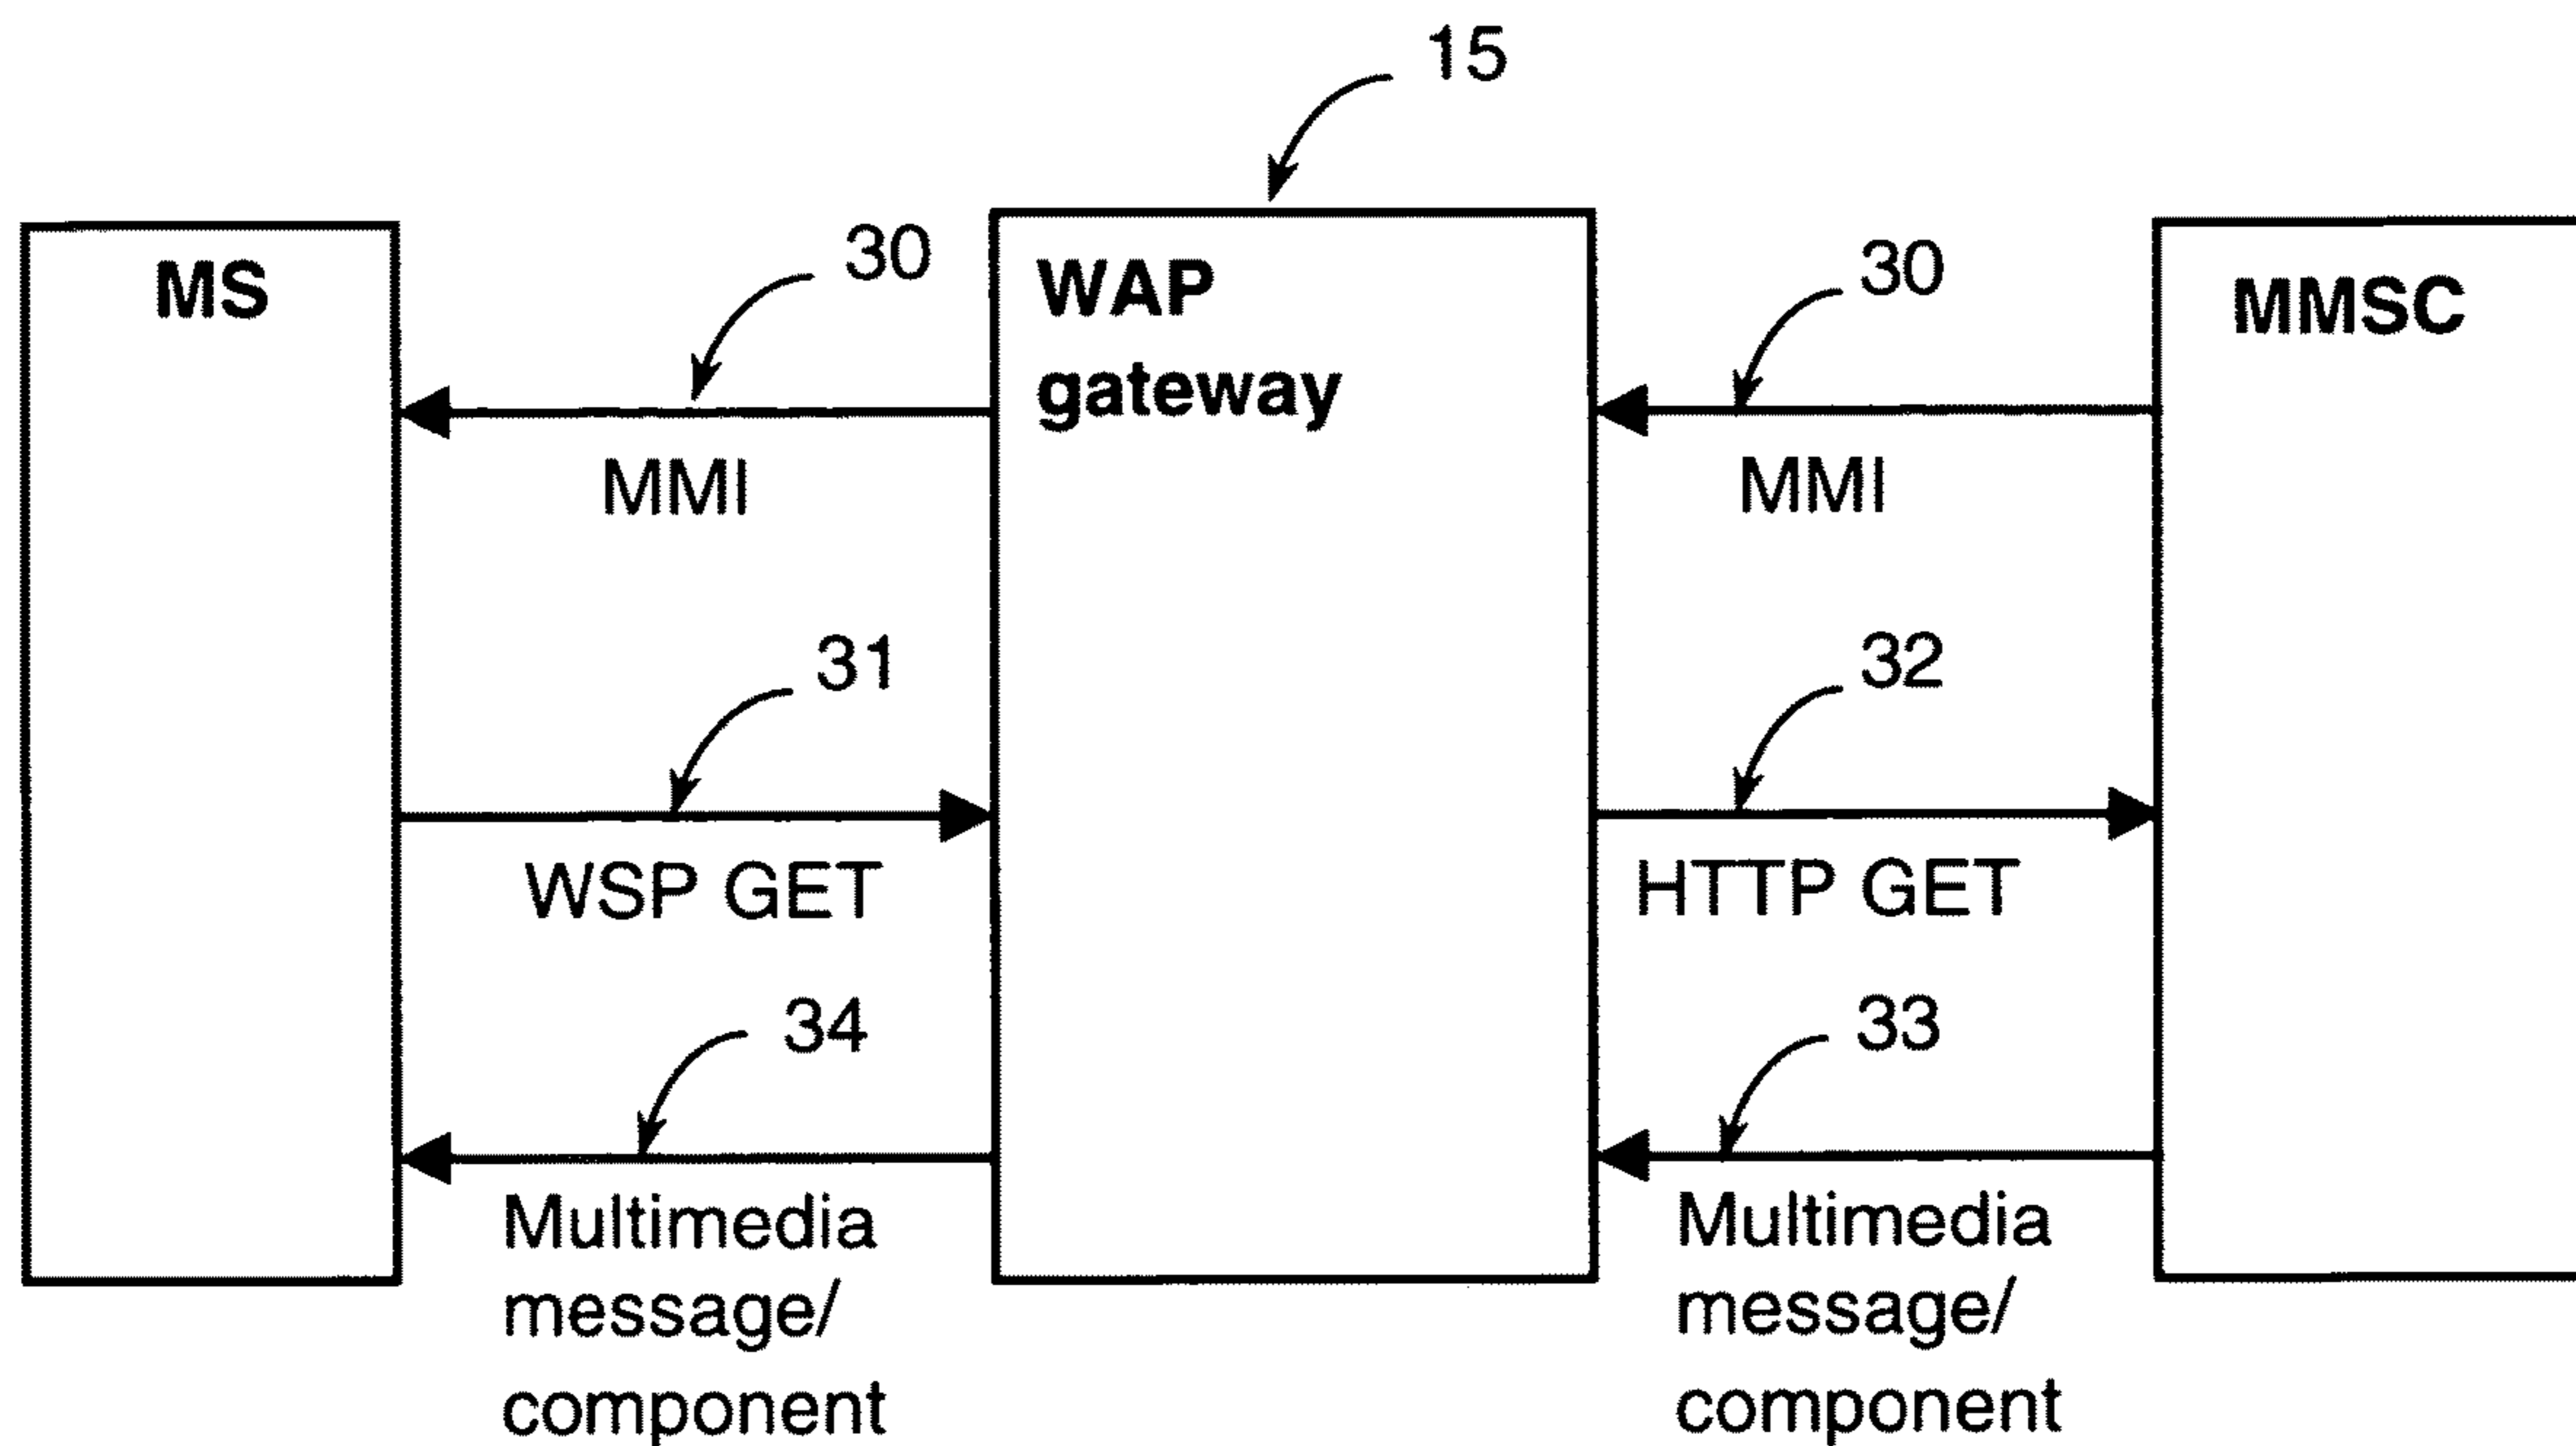 15
30
30
MS
WAP
gateway
MMSC
MMI
MMI
31
32
WSP GET
HTTP GET
34
33
Multimedia
message/
component
Multimedia
message/
component